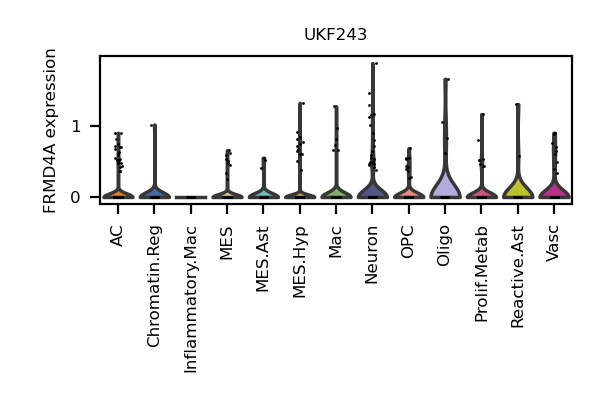 UKF243
FRMD4A expression
1
0
AC
Chromatin.Reg
Inflammatory.Mac
MES
MES.Ast
MES.Hyp
Mac
Neuron
OPC
Oligo
Prolif.Metab
Reactive.Ast
Vasc